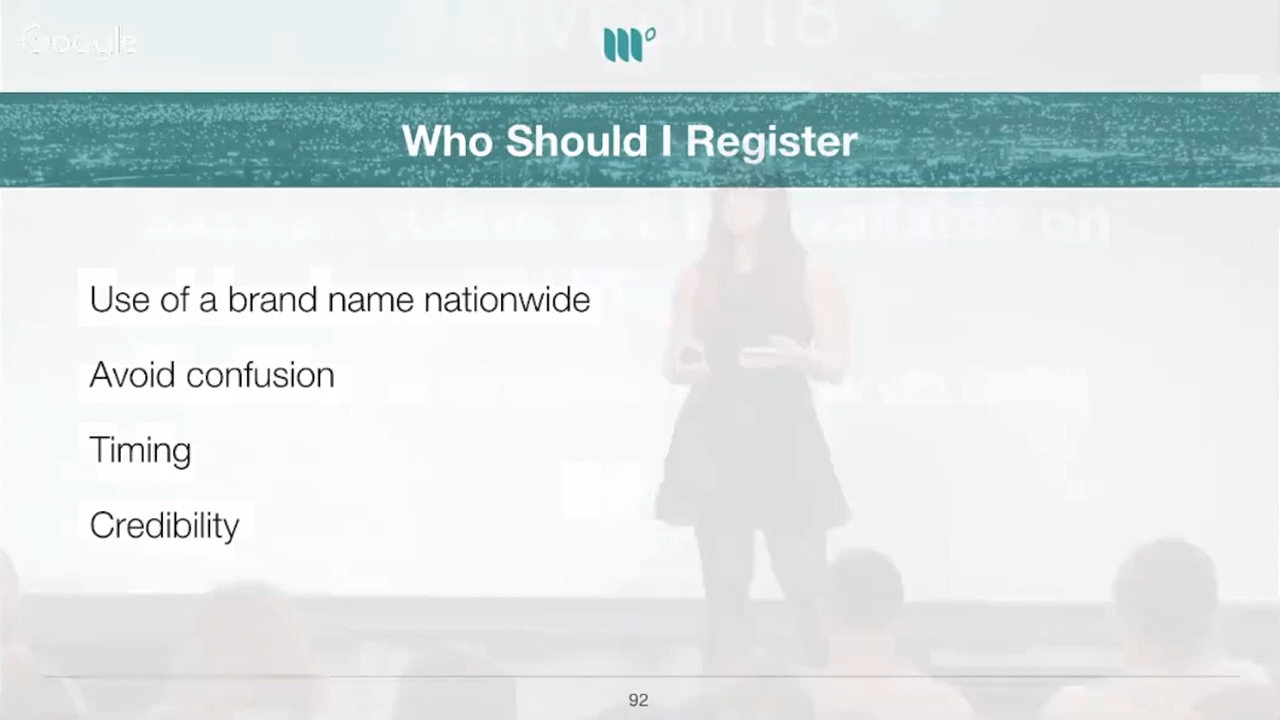 Google
Who Should I Register
Use of a brand name nationwide
Avoid confusion
Timing
Credibility
92